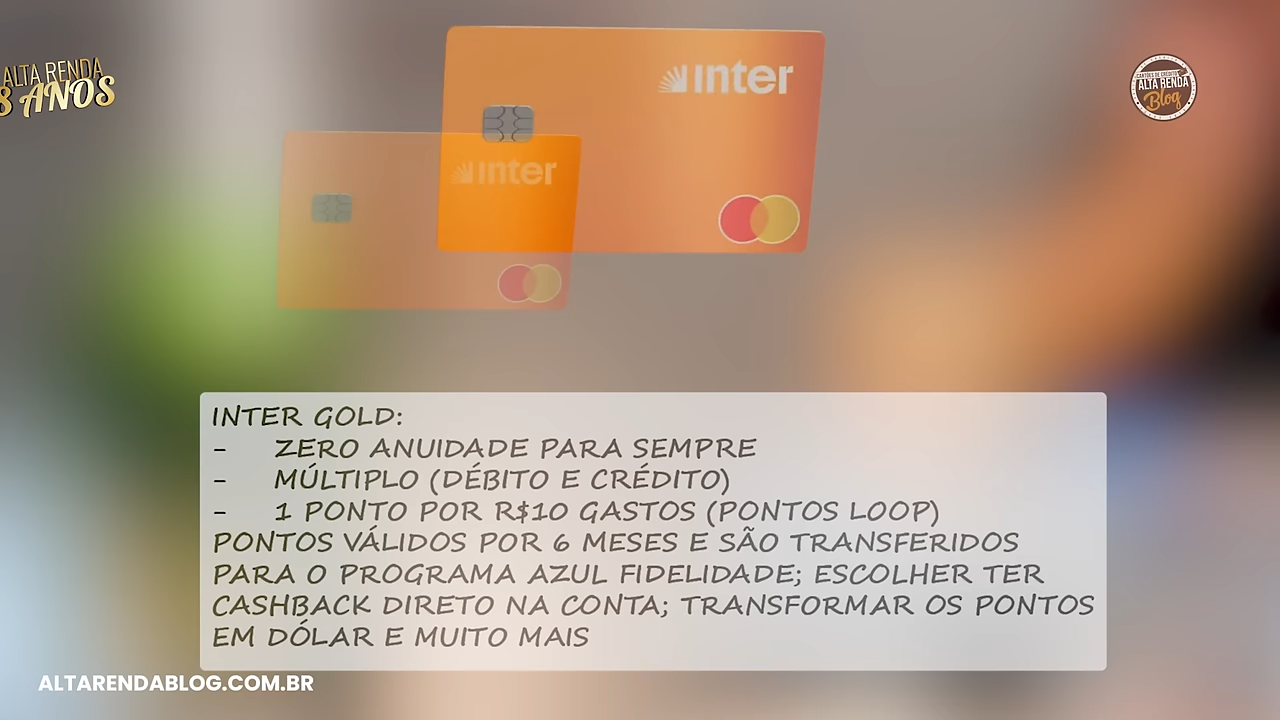 ALTA RENDA
8 ANOS
inter
inter
CARTÕES DE CRÉDITO
ALTA RENDA
Blog
INTER GOLD:
- ZERO ANUIDADE PARA SEMPRE
- MÚLTIPLO (DÉBITO E CRÉDITO)
- 1 PONTO POR R$10 GASTOS (PONTOS LOOP)
PONTOS VÁLIDOS POR 6 MESES E SÃO TRANSFERIDOS
PARA O PROGRAMA AZUL FIDELIDADE; ESCOLHER TER
CASHBACK DIRETO NA CONTA; TRANSFORMAR OS PONTOS
EM DÓLAR E MUITO MAIS
ALTARENDABLOG.COM.BR